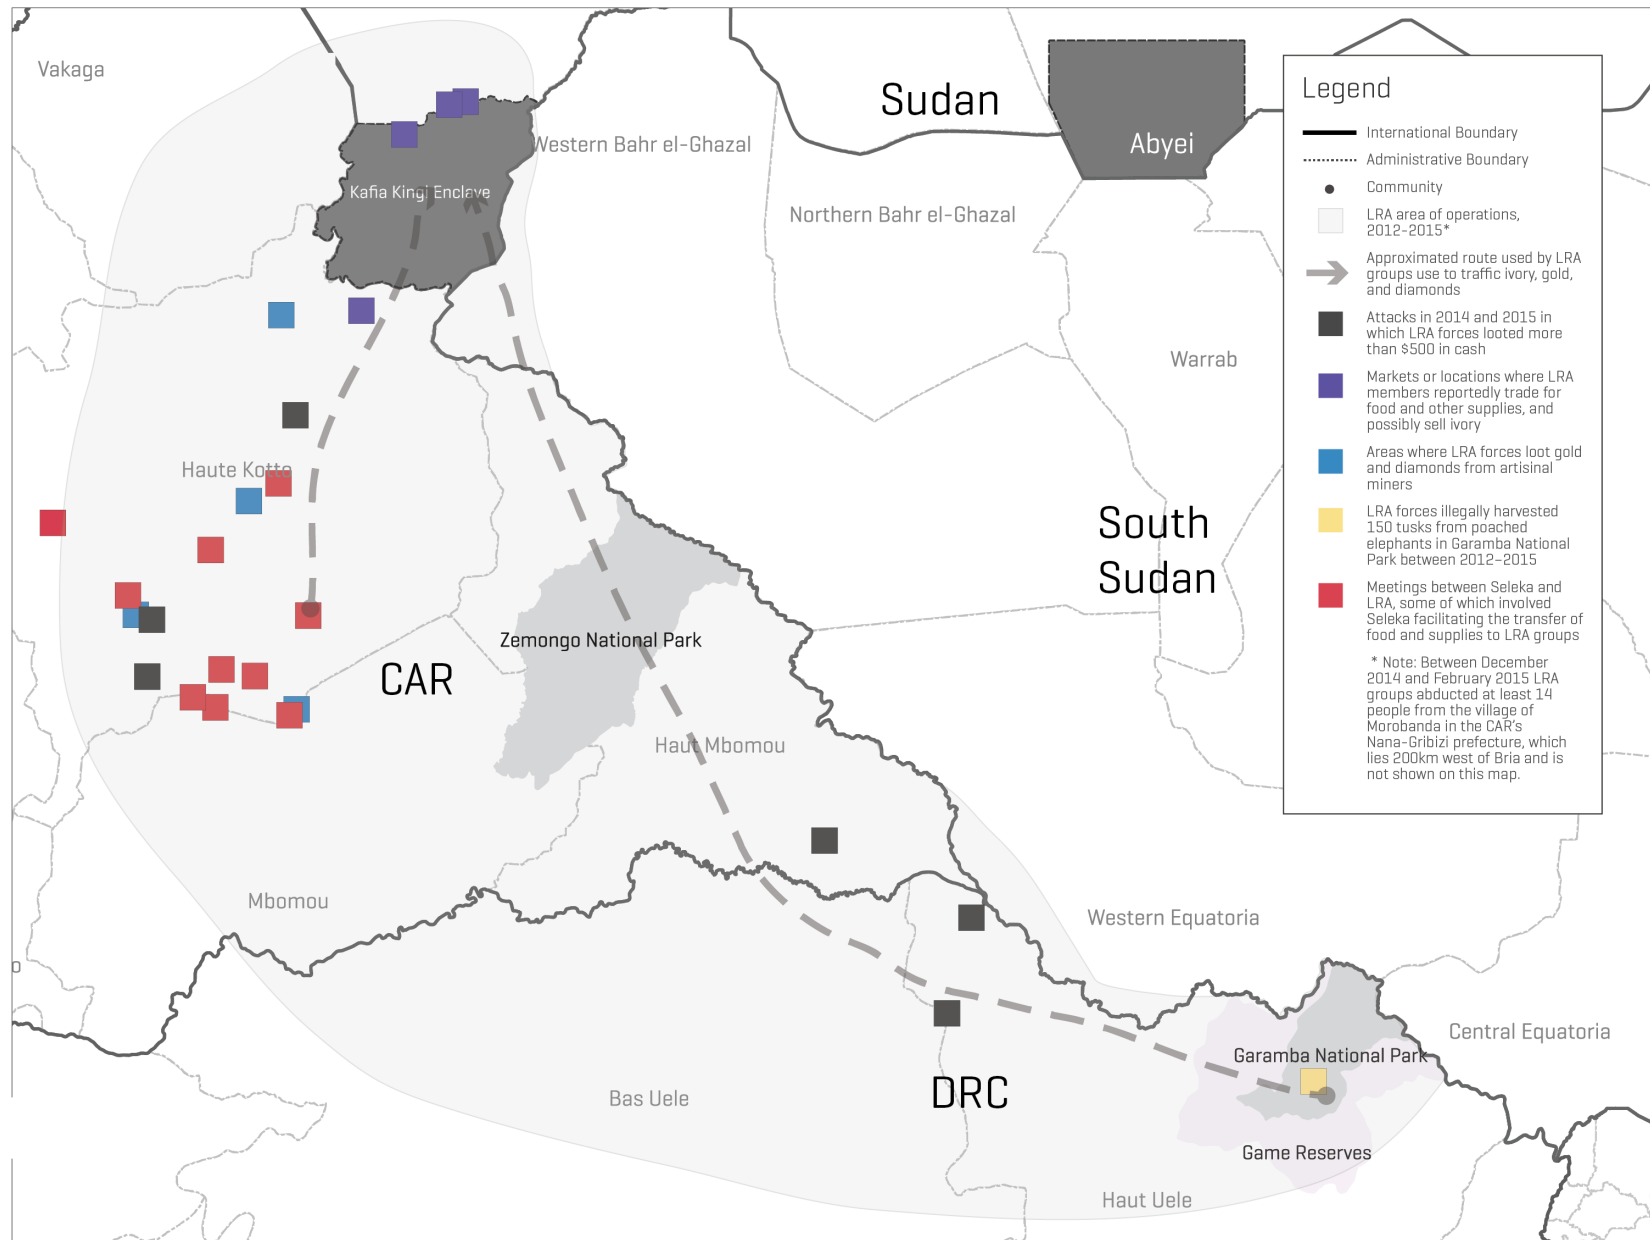 Vakaga
Sudan
Abyei
Western Bahr el-Ghazal
Kafia Kingi Enclave
Northern Bahr el-Ghazal
Warrab
Haute Kotto
South
Sudan
Zemongo National Park
CAR
Haut Mbomou
Mbomou
Western Equatoria
o
Central Equatoria
Garamba National Park
Bas Uele
DRC
Game Reserves
Haut Uele
Legend
International Boundary
Administrative Boundary
Community
LRA area of operations,
2012-2015*
Approximated route used by LRA
groups use to traffic ivory, gold,
and diamonds
Attacks in 2014 and 2015 in
which LRA forces looted more
than $500 in cash
Markets or locations where LRA
members reportedly trade for
food and other supplies, and
possibly sell ivory
Areas where LRA forces loot gold
and diamonds from artisinal
miners
LRA forces illegally harvested
150 tusks from poached
elephants in Garamba National
Park between 2012–2015
Meetings between Seleka and
LRA, some of which involved
Seleka facilitating the transfer of
food and supplies to LRA groups
* Note: Between December
2014 and February 2015 LRA
groups abducted at least 14
people from the village of
Morobanda in the CAR's
Nana-Gribizi prefecture, which
lies 200km west of Bria and is
not shown on this map.